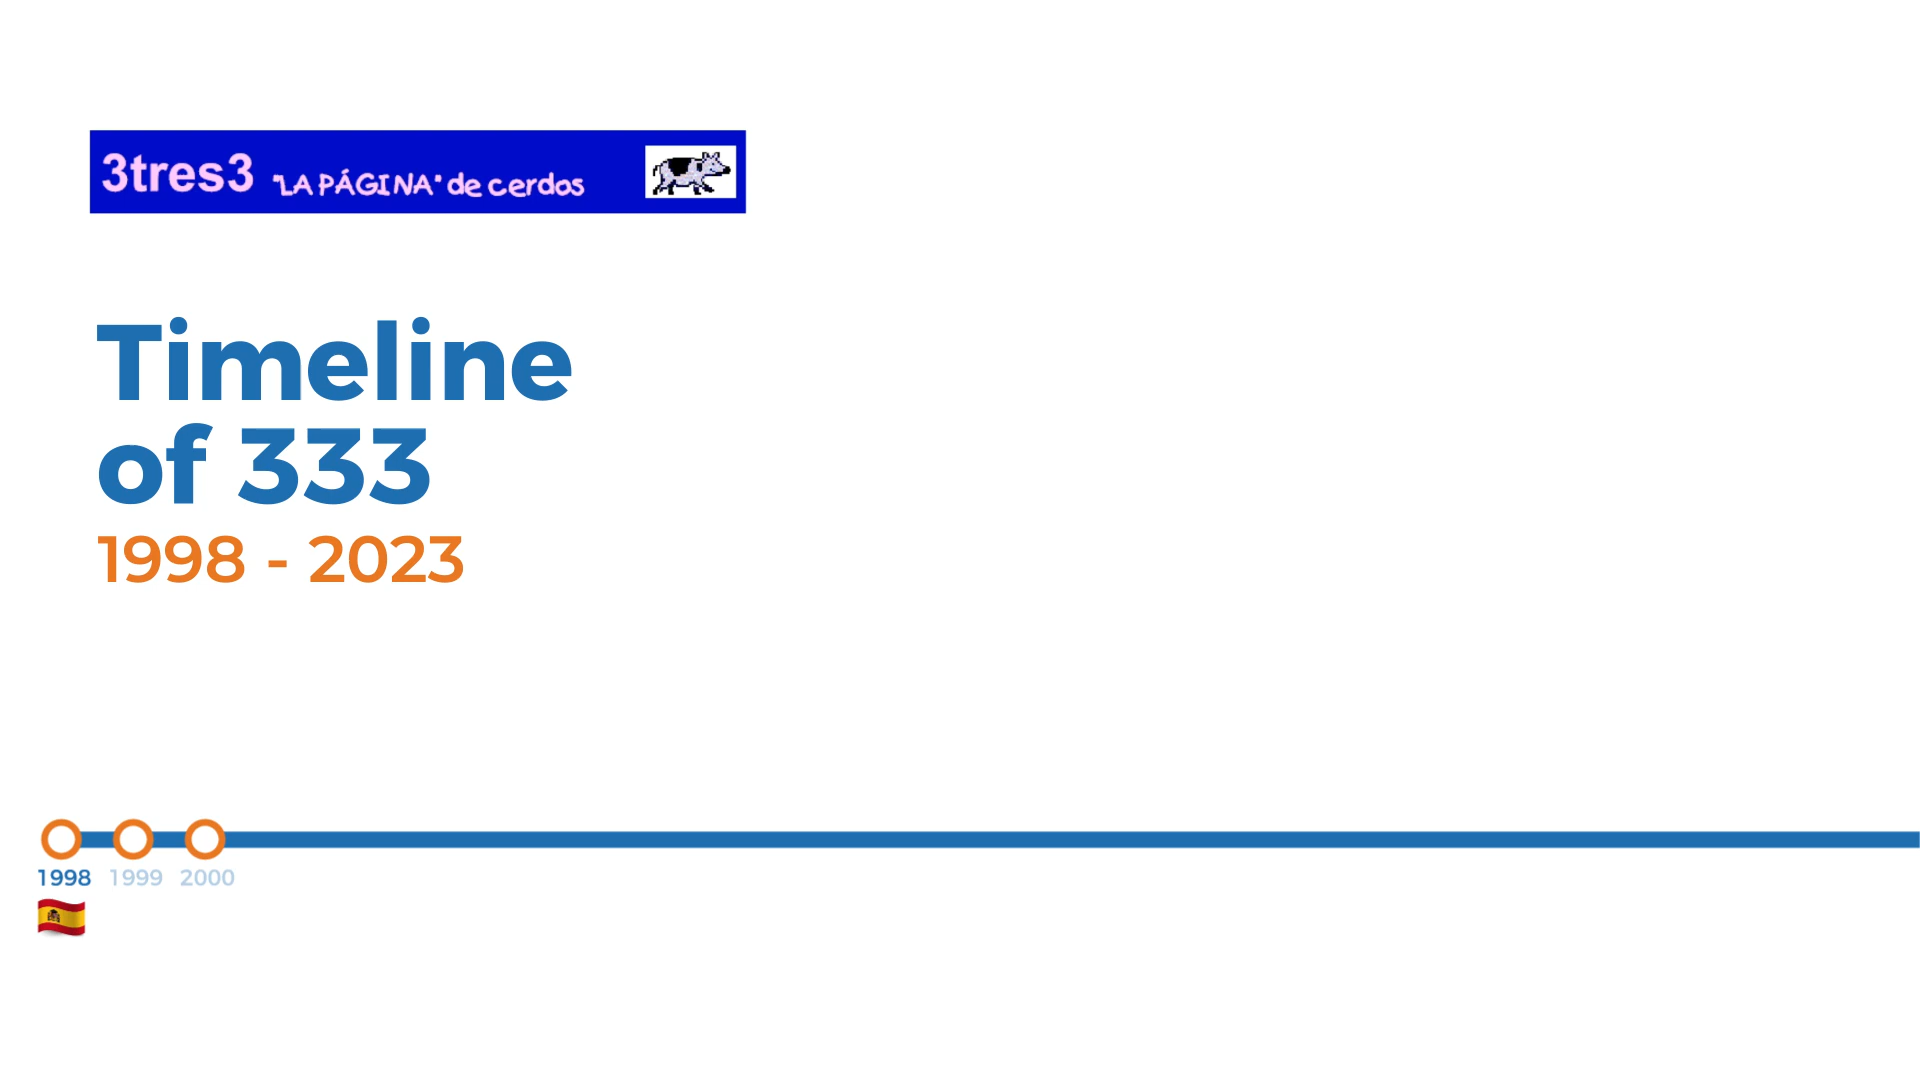 3tres3 "LA PÁGINA" de cerdos
Timeline
of 333
1998 - 2023
1998 1999 2000